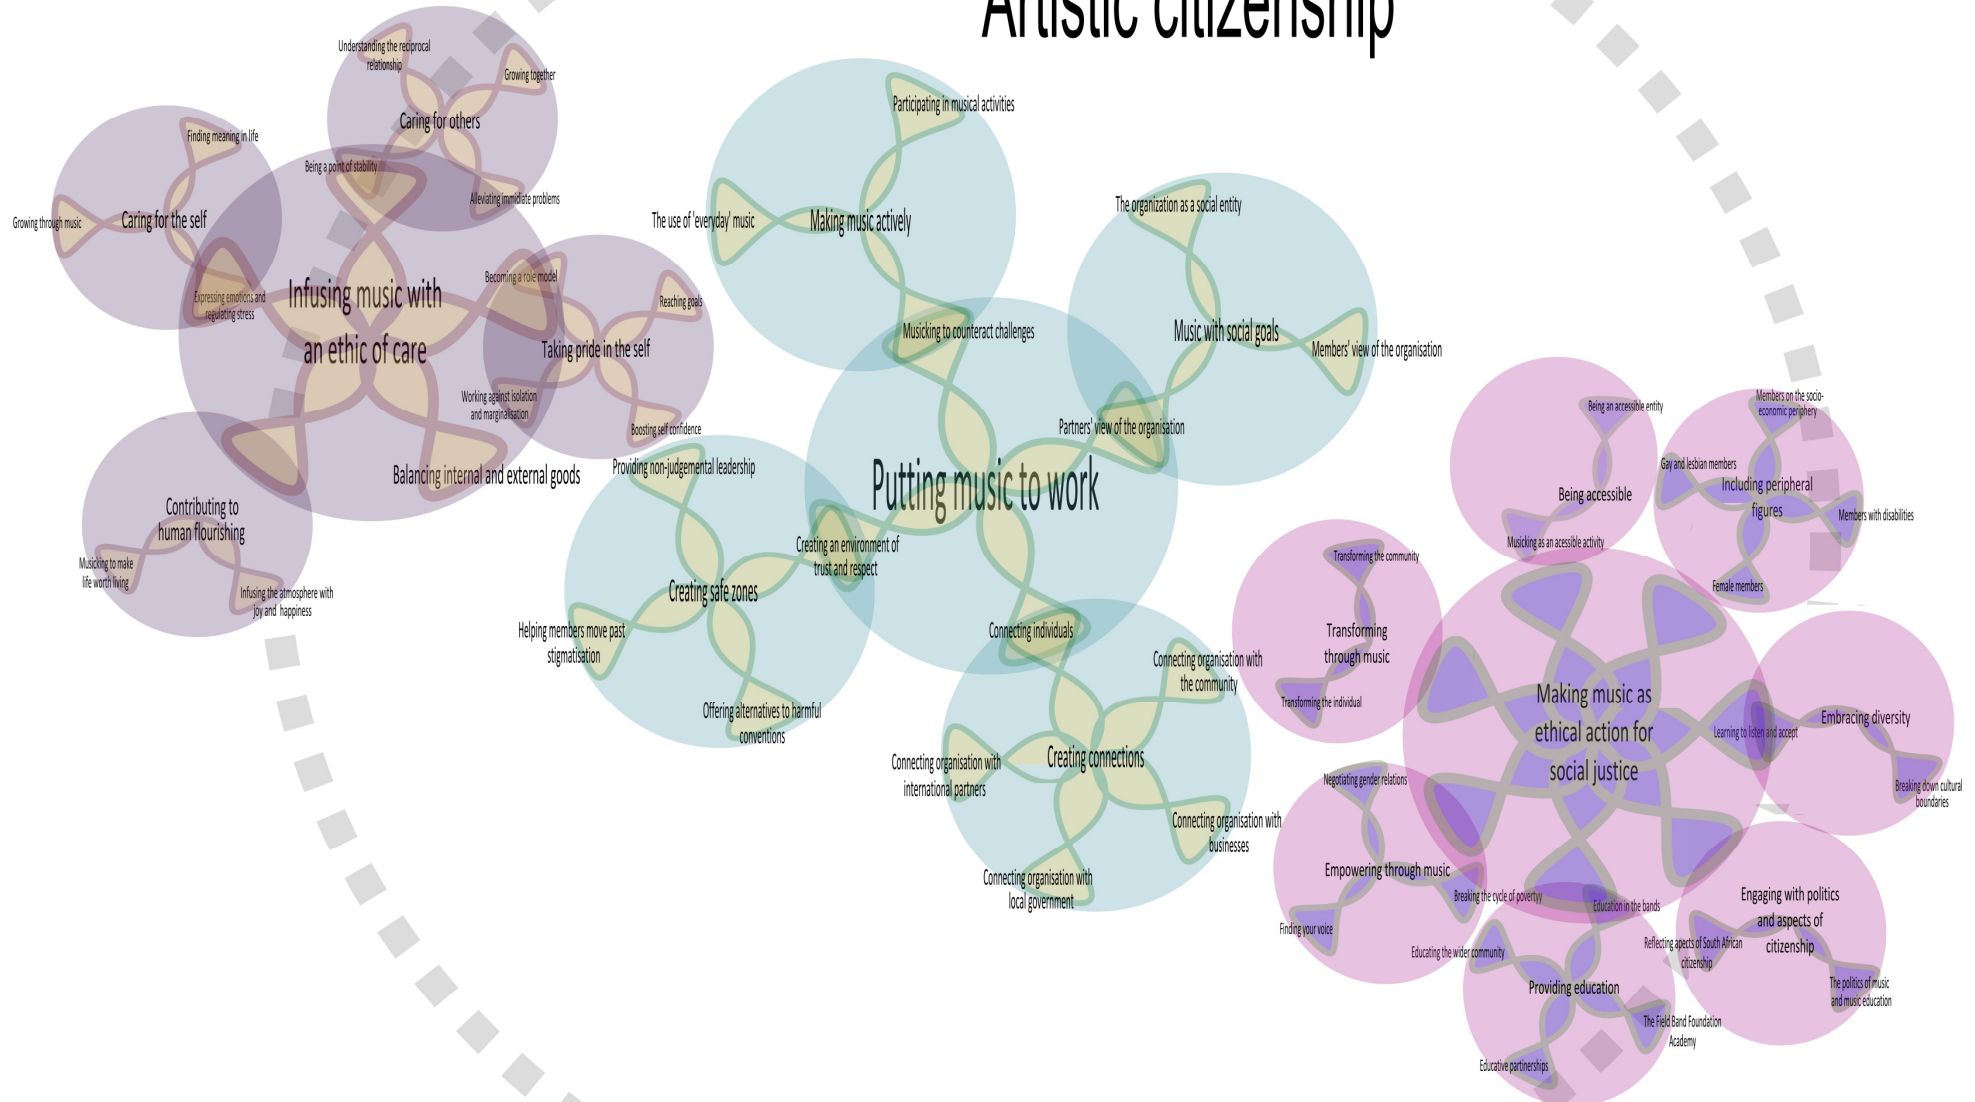 Artistic citizenship
Understanding the reciprocal
relationship
Growing together
Caring for others
Being a point of stability
Alleviating immidiate problems
Finding meaning in life
Growing through music
Caring for the self
Expressing emotions and
regulating stress
Infusing music with
an ethic of care
Becoming a role model
Reaching goals
Taking pride in the self
Working against isolation
and marginalisation
Boosting self confidence
Balancing internal and external goods
Contributing to
human flourishing
Musicking to make
life worth living
Infusing the atmosphere with
joy and happiness
Participating in musical activities
The use of 'everyday' music
Making music actively
Musicking to counteract challenges
The organization as a social entity
Music with social goals
Members' view of the organisation
Partners' view of the organisation
Putting music to work
Providing non-judgemental leadership
Creating an environment of
trust and respect
Creating safe zones
Helping members move past
stigmatisation
Offering alternatives to harmful
conventions
Connecting individuals
Connecting organisation with
the community
Creating connections
Connecting organisation with
international partners
Connecting organisation with
businesses
Connecting organisation with
local government
Being an accessible entity
Being accessible
Musicking as an acessible activity
Members on the socio-
economic periphery
Gay and lesbian members
Including peripheral
figures
Members with disabilities
Female members
Transforming the community
Transforming
through music
Transforming the individual
Making music as
ethical action for
social justice
Learning to listen and accept
Embracing diversity
Breaking down cultural
boundaries
Negotiating gender relations
Empowering through music
Breaking the cycle of povertyy
Finding your voice
Education in the bands
Educating the wider community
Providing education
The Field Band Foundation
Academy
Educative partnerships
Engaging with politics
and aspects of
citizenship
Reflecting apects of South African
citizenship
The politics of music
and music education